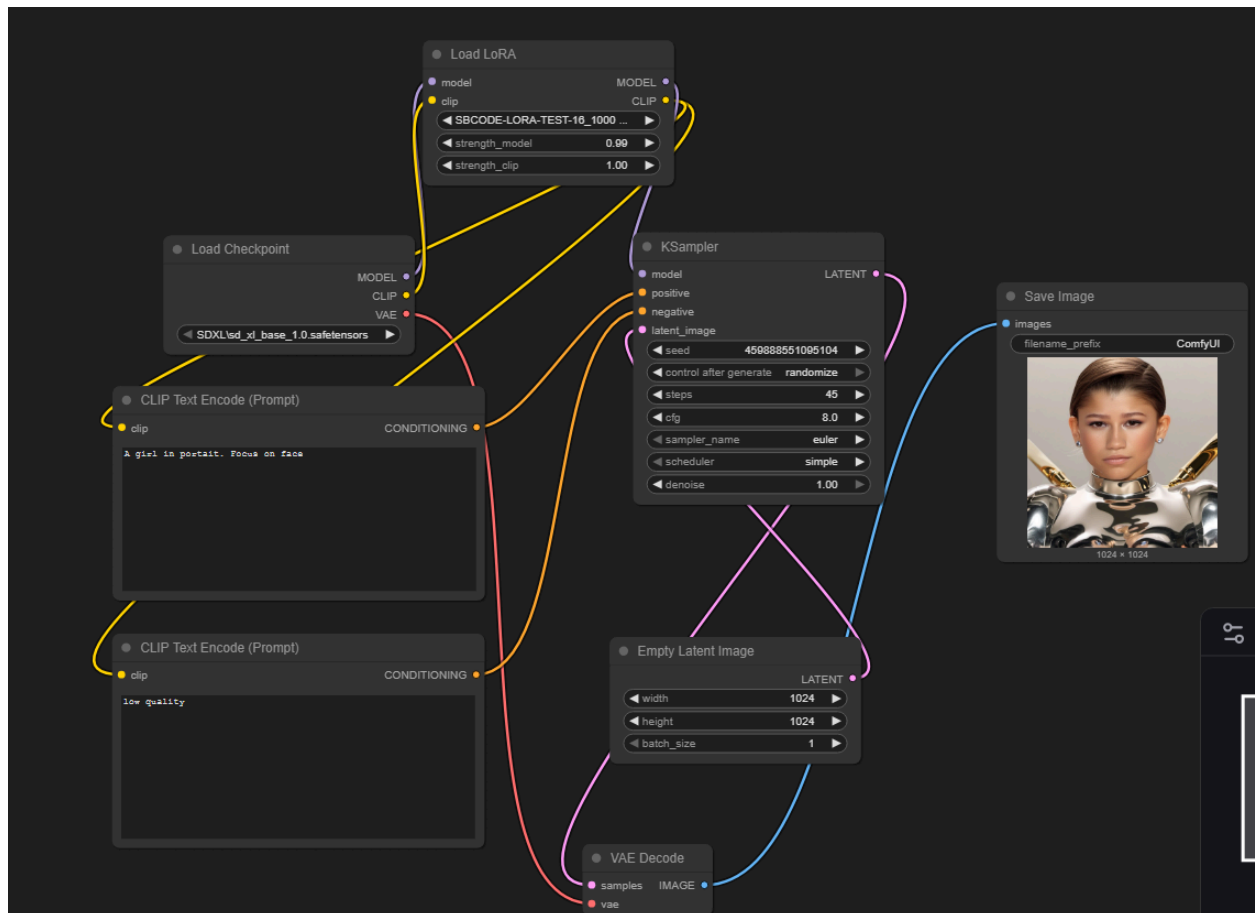 Load LoRA
model MODEL
clip CLIP
SBCODE-LORA-TEST-16_1000 ...
strength_model 0.99
strength_clip 1.00
Load Checkpoint
MODEL
CLIP
VAE
SDXL\sd_xl_base_1.0.safetensors
KSampler
model LATENT
positive
negative
latent_image
seed 459888551095104
control after generate randomize
steps 45
cfg 8.0
sampler_name euler
scheduler simple
denoise 1.00
Save Image
images
filename_prefix ComfyUI
1024 × 1024
CLIP Text Encode (Prompt)
clip CONDITIONING
A girl in portait. Focus on face
CLIP Text Encode (Prompt)
clip CONDITIONING
low quality
Empty Latent Image
LATENT
width 1024
height 1024
batch_size 1
VAE Decode
samples IMAGE
vae